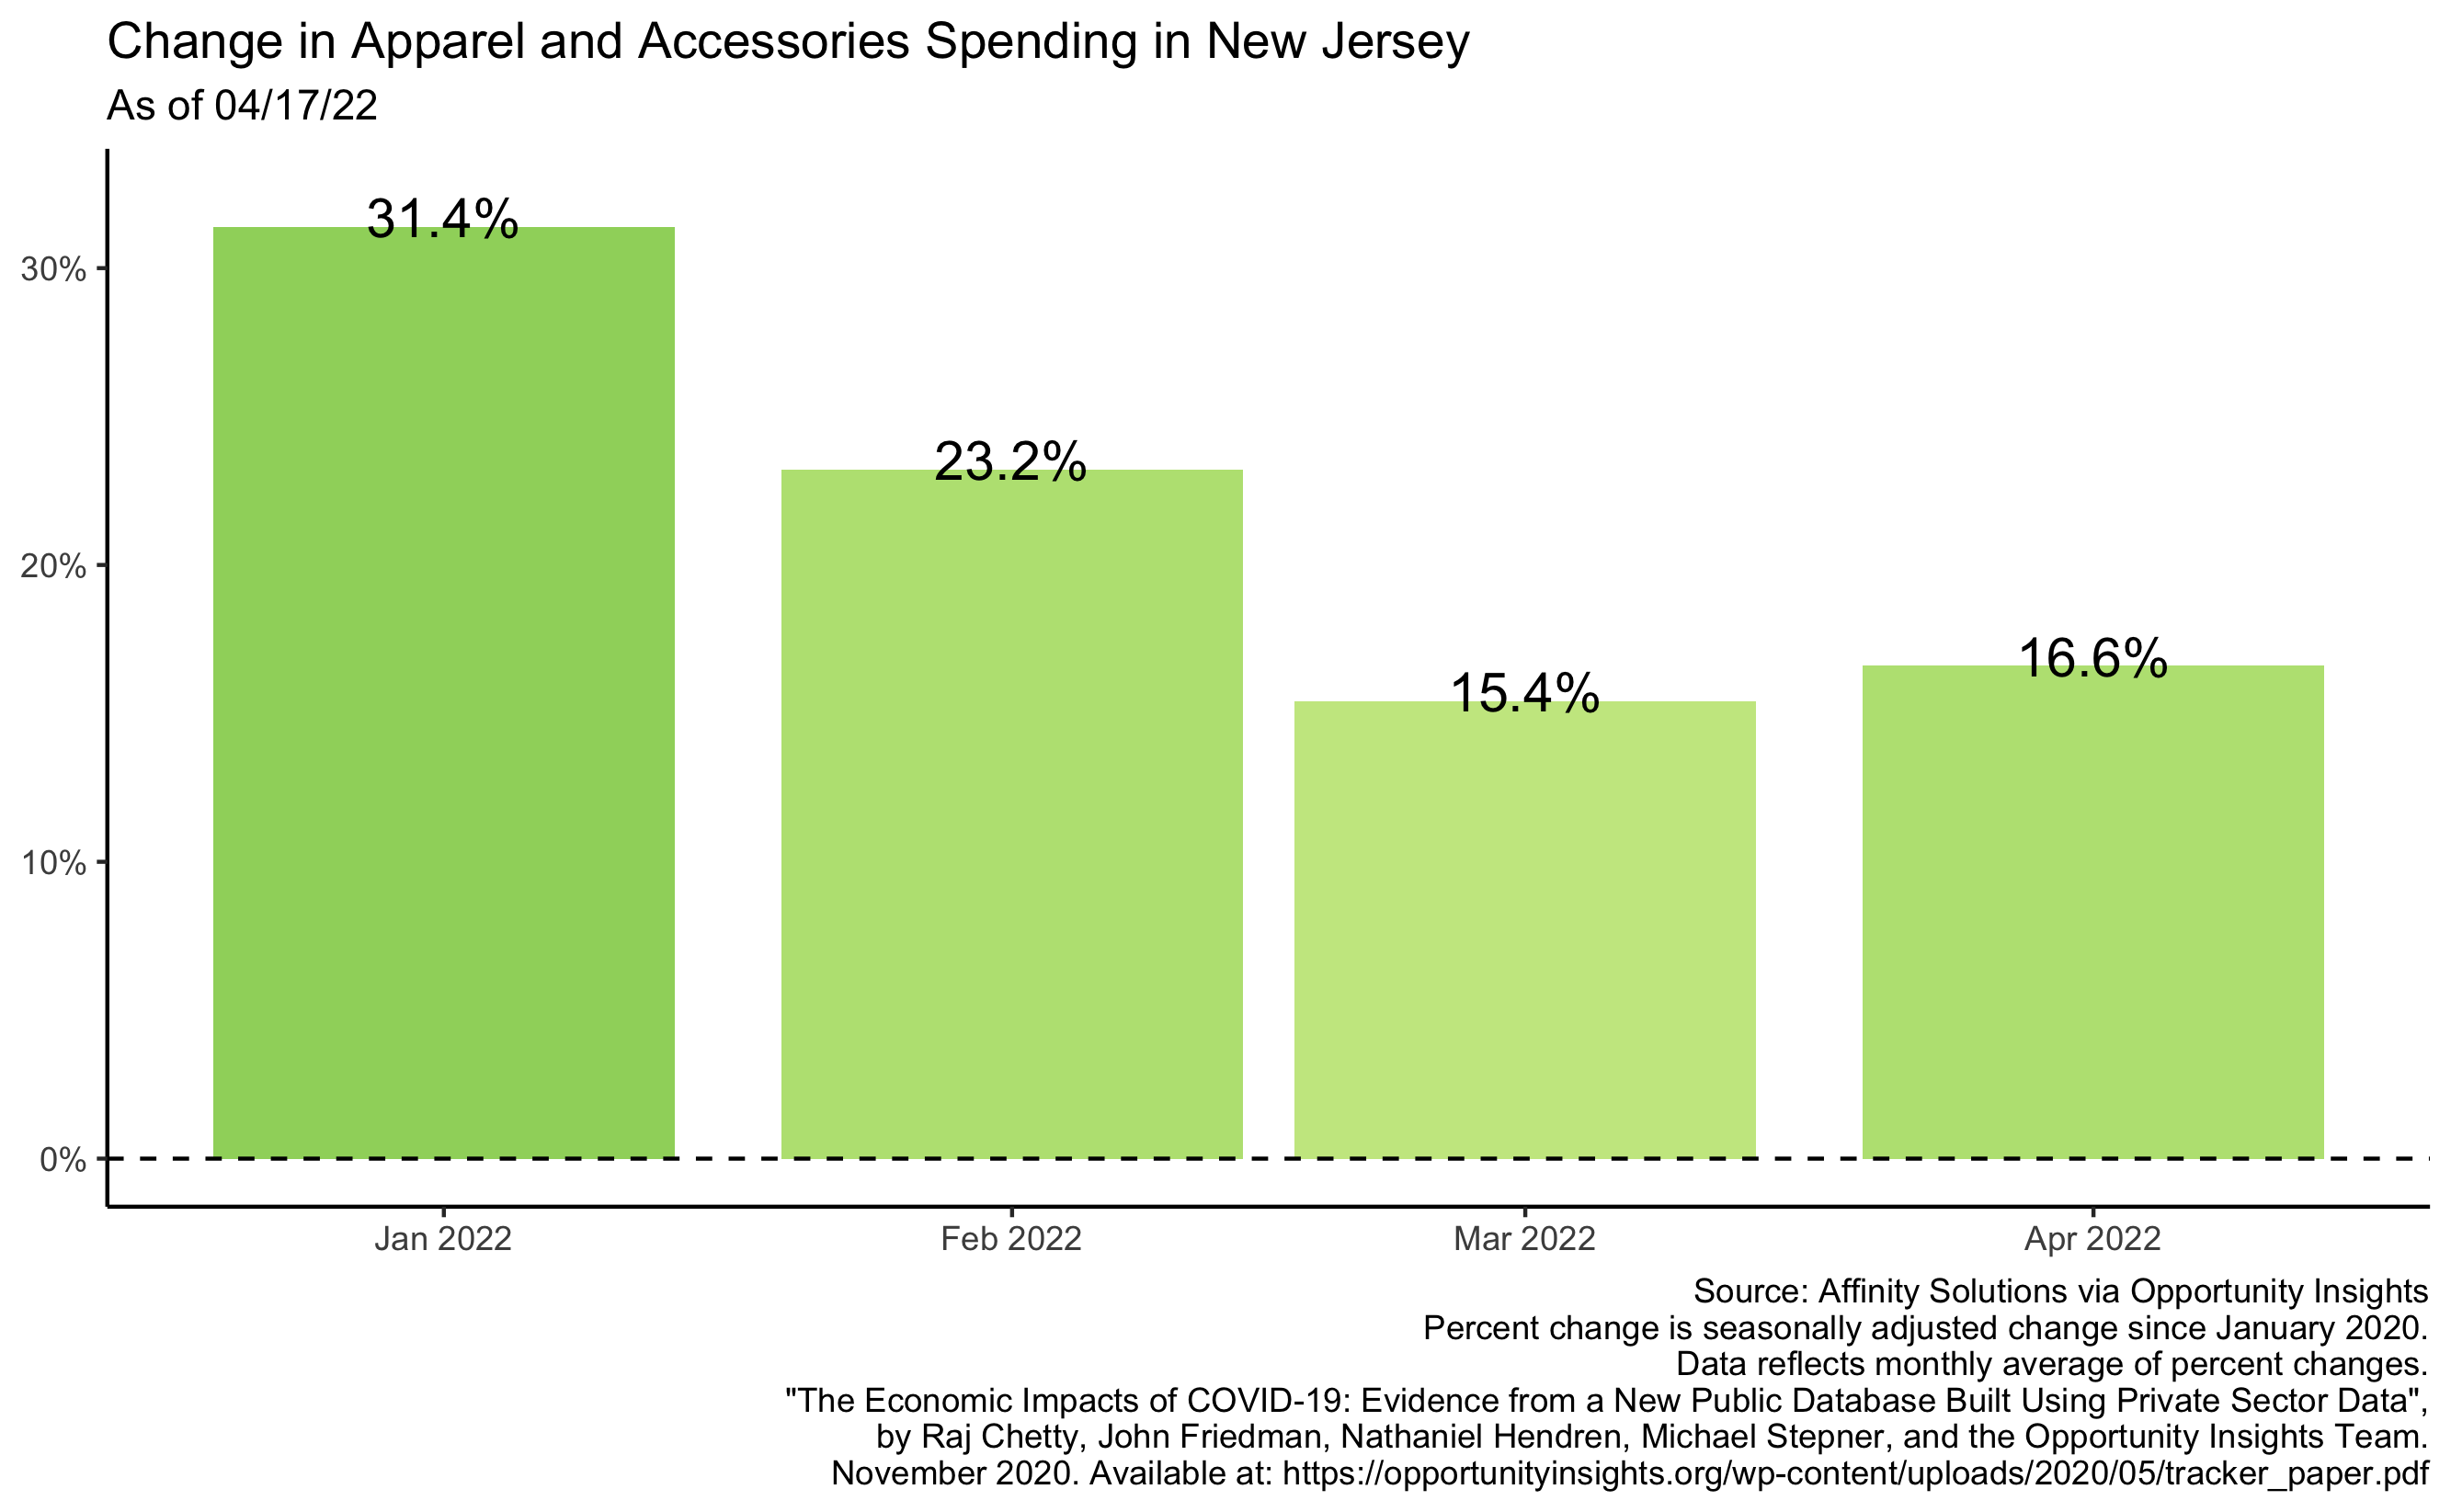 Change in Apparel and Accessories Spending in New Jersey
As of 04/17/22
31.4%
30%
23.2%
20%
16.6%
15.4%
10%
0%
Jan 2022
Feb 2022
Mar 2022
Apr 2022
Source: Affinity Solutions via Opportunity Insights
Percent change is seasonally adjusted change since January 2020.
Data reflects monthly average of percent changes.
"The Economic Impacts of COVID-19: Evidence from a New Public Database Built Using Private Sector Data",
by Raj Chetty, John Friedman, Nathaniel Hendren, Michael Stepner, and the Opportunity Insights Team.
November 2020. Available at: https://opportunityinsights.org/wp-content/uploads/2020/05/tracker_paper.pdf